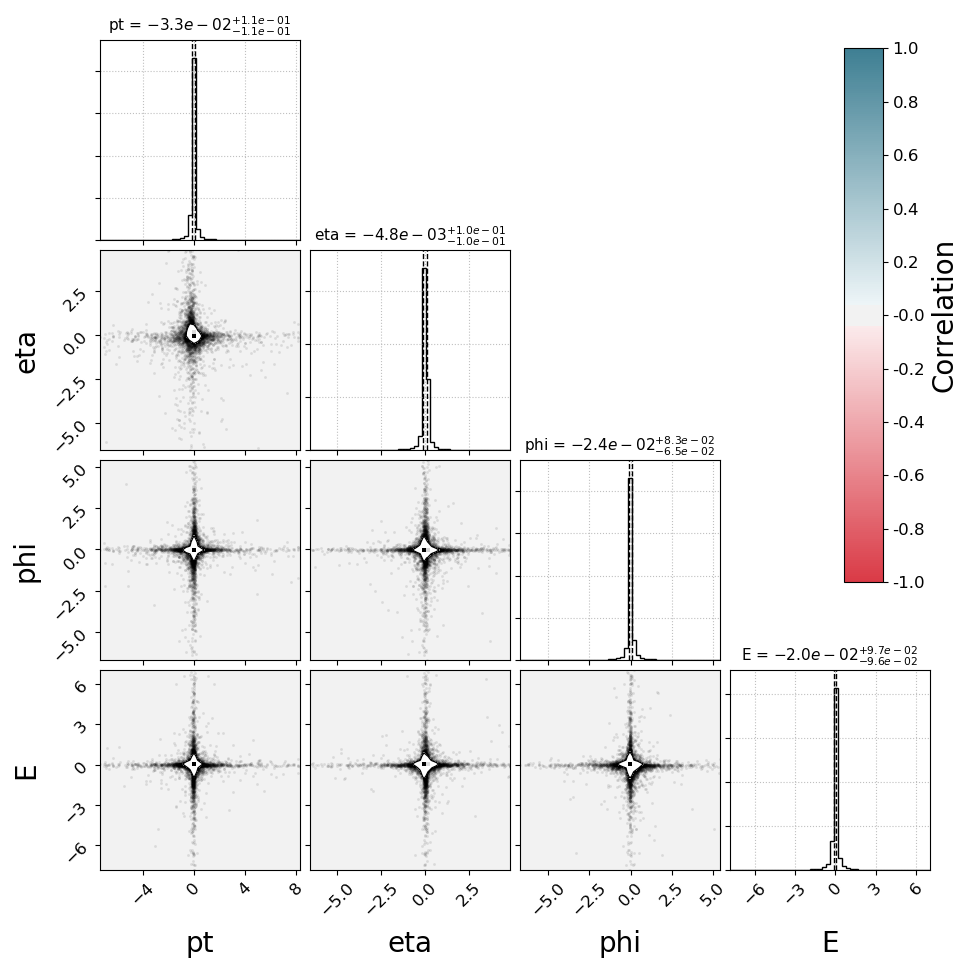 pt = −3.3e − 02 +1.1e−01 −1.1e−01
1.0
0.8
0.6
0.4
0.2
-0.0
-0.2
-0.4
-0.6
-0.8
-1.0
Correlation
eta = −4.8e − 03 +1.0e−01 −1.0e−01
2.5
0.0
−2.5
−5.0
eta
phi = −2.4e − 02 +8.3e−02 −6.5e−02
5.0
2.5
0.0
−2.5
−5.0
phi
E = −2.0e − 02 +9.7e−02 −9.6e−02
6
3
0
−3
−6
E
−4 0 4 8 −5.0 −2.5 0.0 2.5 −5.0 −2.5 0.0 2.5 5.0 −6 −3 0 3 6
pt eta phi E